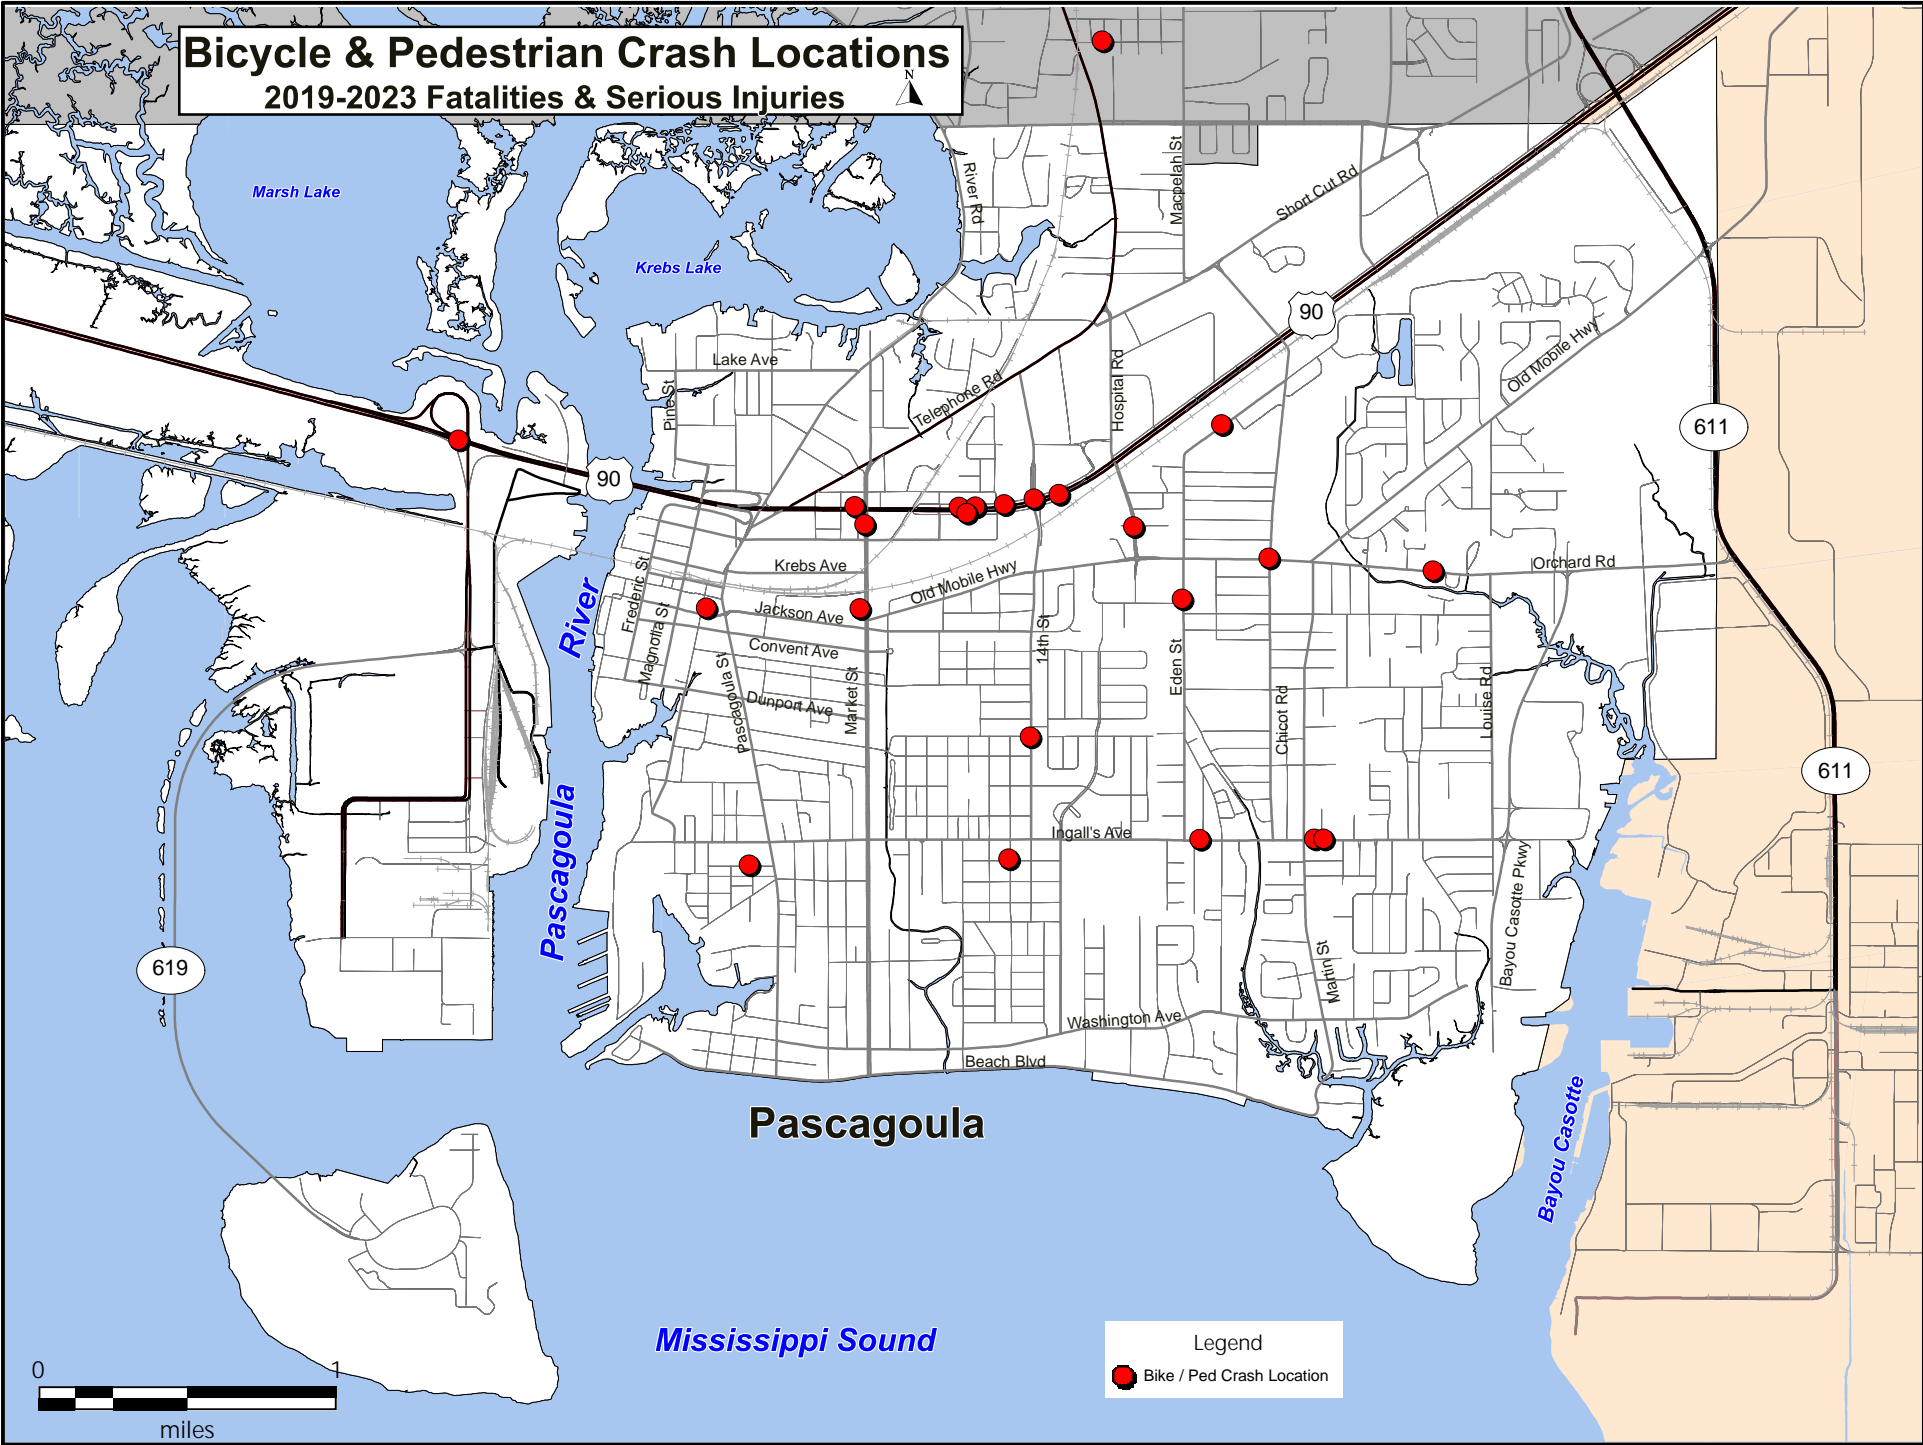 Bicycle & Pedestrian Crash Locations
2019-2023 Fatalities & Serious Injuries
N
Marsh Lake
Krebs Lake
River Rd
Macpelah St
Short Cut Rd
90
Lake Ave
Pine St
Telephone Rd
Hospital Rd
Old Mobile Hwy
611
90
Krebs Ave
Old Mobile Hwy
Orchard Rd
Frederic St
Magnolia St
Jackson Ave
Convent Ave
Dunport Ave
Pascagoula St
Market St
14th St
Eden St
Chicot Rd
Louise Rd
611
River
Pascagoula
Ingall's Ave
Bayou Casotte Pkwy
Martin St
619
Washington Ave
Beach Blvd
Pascagoula
Bayou Casotte
Mississippi Sound
Legend
Bike / Ped Crash Location
0 1
miles